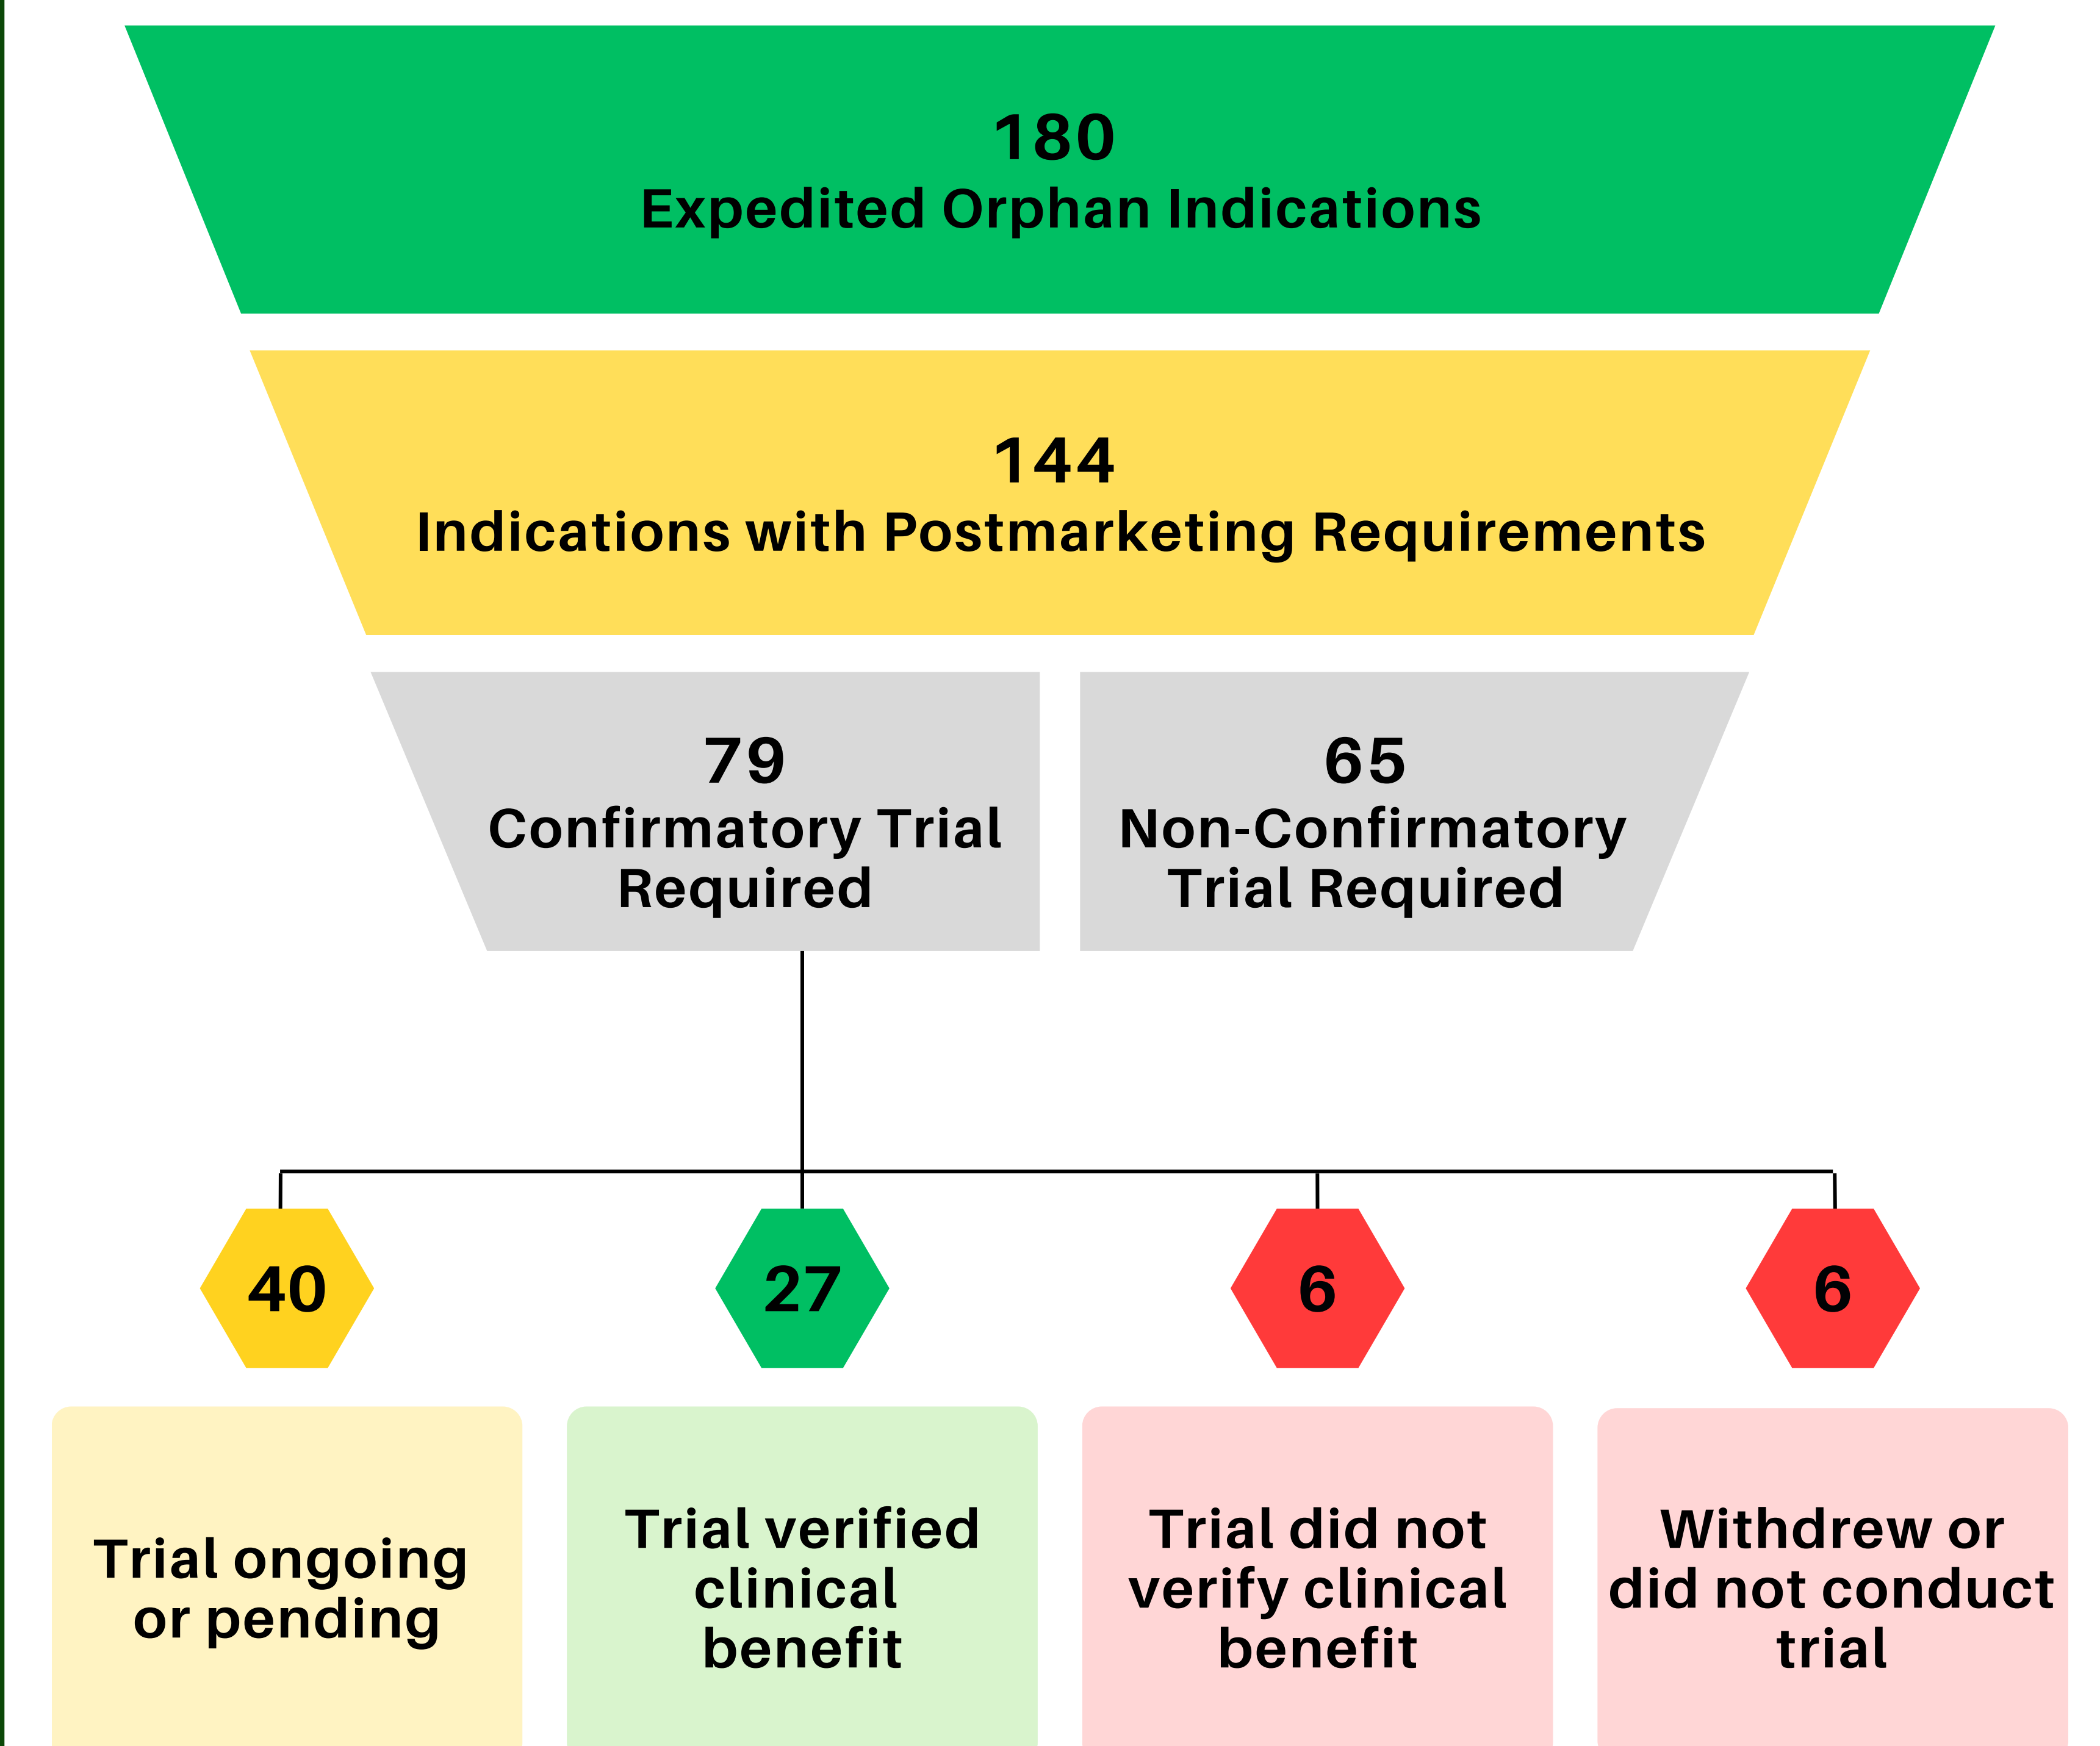 180
Expedited Orphan Indications
144
Indications with Postmarketing Requirements
79
Confirmatory Trial
Required
65
Non-Confirmatory
Trial Required
40
27
6
6
Trial ongoing
or pending
Trial verified
clinical
benefit
Trial did not
verify clinical
benefit
Withdrew or
did not conduct
trial